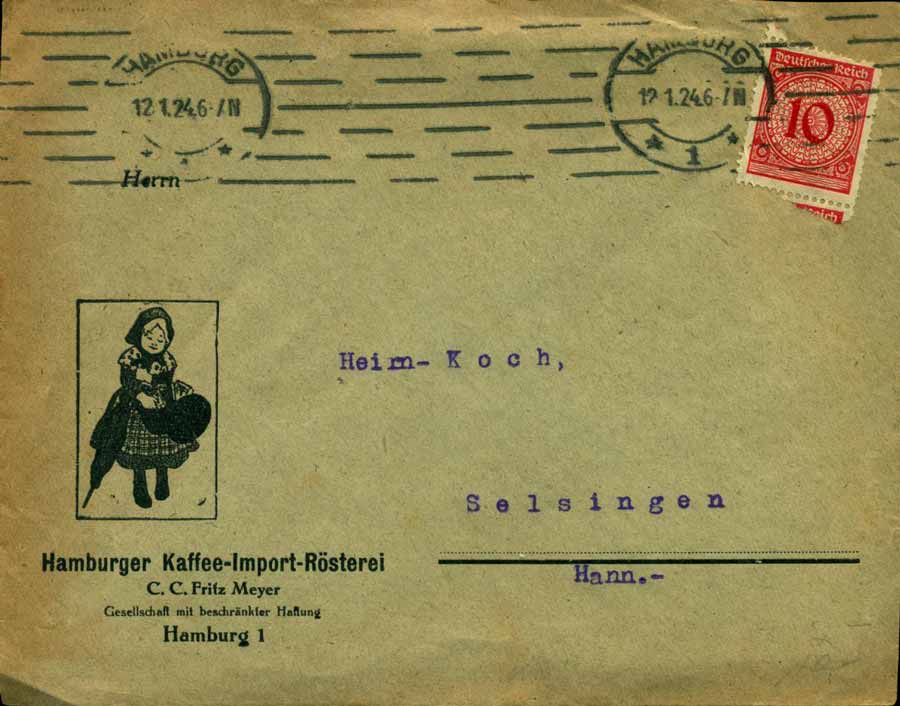 HAMBURG
12.1.24.6-7N
HAMBURG
12.1.24.6-7N
1
Deutsches Reich
10
Reich
Herrn
Heim-Koch,
Selsingen
Hann.-
Hamburger Kaffee-Import-Rösterei
C. C. Fritz Meyer
Gesellschaft mit beschränkter Haftung
Hamburg 1